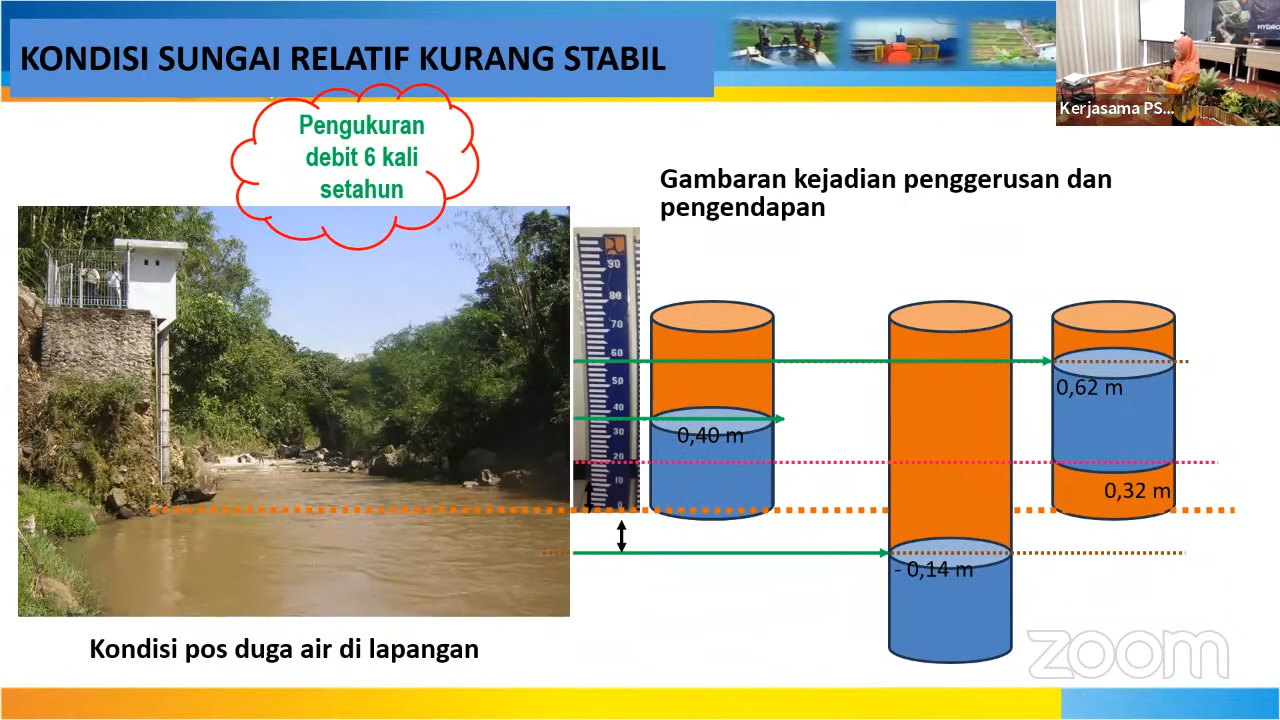 KONDISI SUNGAI RELATIF KURANG STABIL
HYDRO
Kerjasama PS...
Pengukuran
debit 6 kali
setahun
Gambaran kejadian penggerusan dan
pengendapan
90
80
70
60
50
40
30
20
10
0
0,40 m
0,62 m
0,32 m
- 0,14 m
Kondisi pos duga air di lapangan
zoom